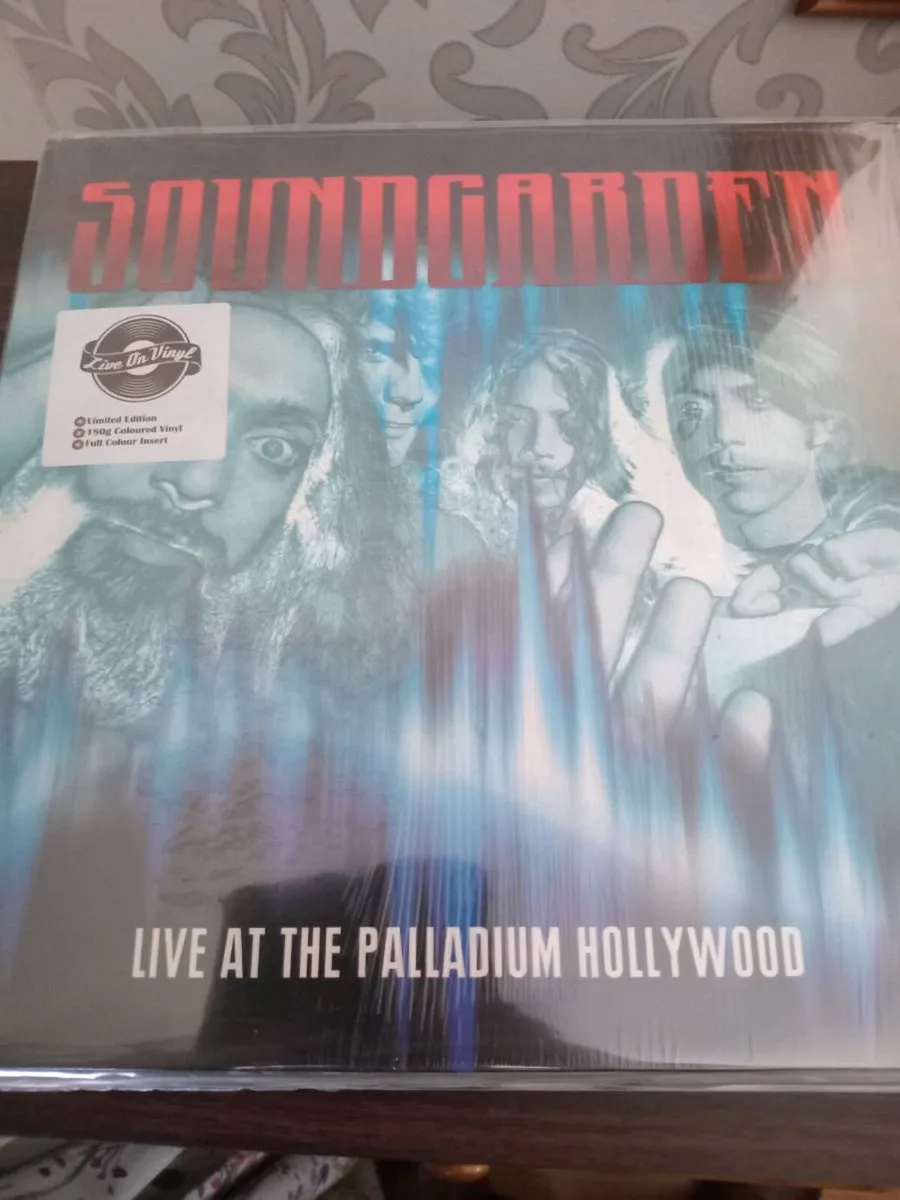 SOUNDGARDEN
Live On Vinyl
Limited Edition
180g Coloured Vinyl
Full Colour Insert
LIVE AT THE PALLADIUM HOLLYWOOD